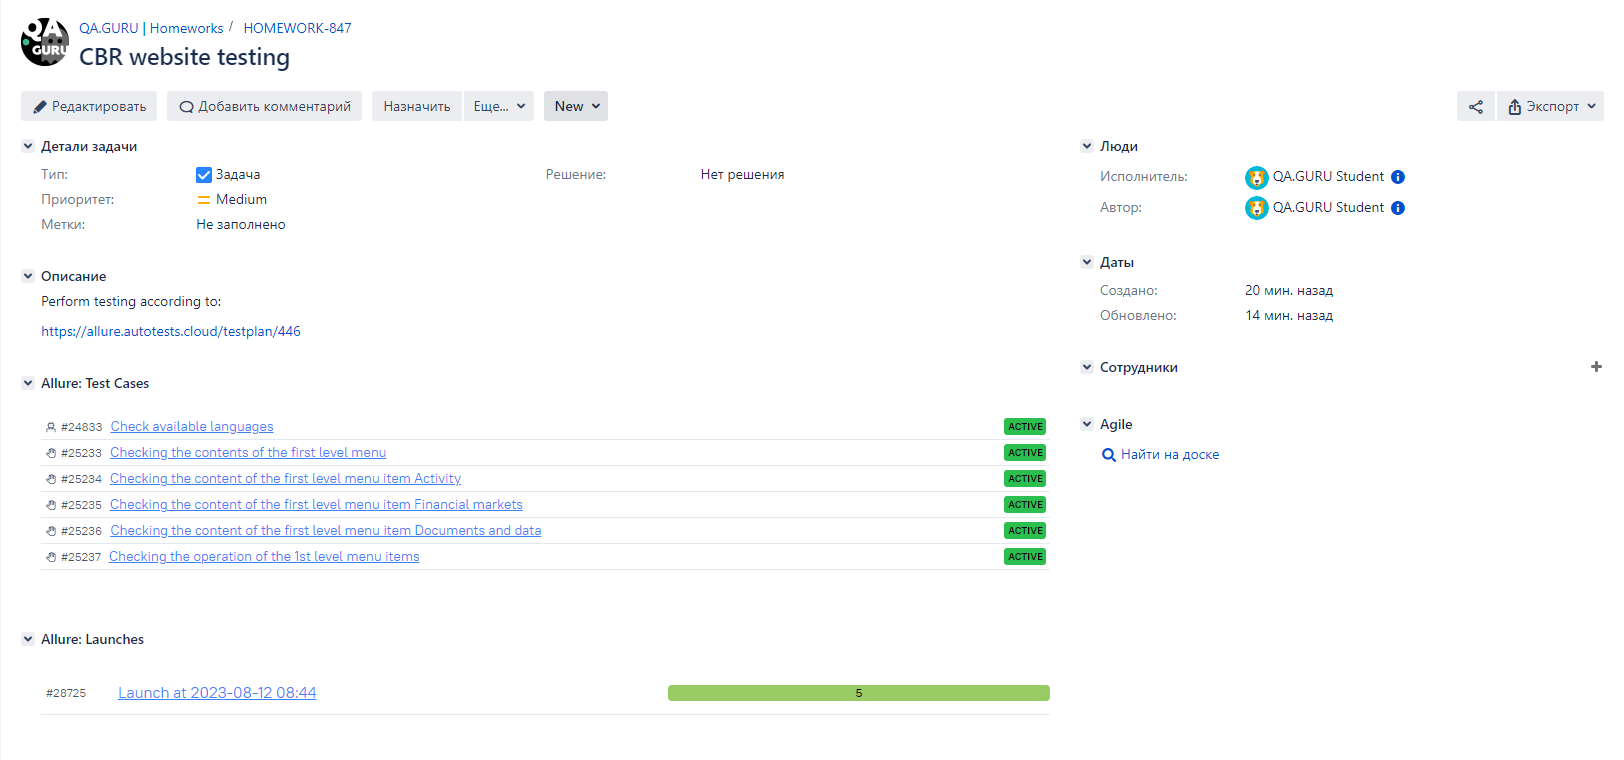 QA
GURU
QA.GURU | Homeworks / HOMEWORK-847
CBR website testing
Редактировать Добавить комментарий Назначить Еще... New Экспорт
Детали задачи
Тип: Задача Решение: Нет решения
Приоритет: Medium
Метки: Не заполнено
Описание
Perform testing according to:
https://allure.autotests.cloud/testplan/446
Allure: Test Cases
#24833 Check available languages ACTIVE
#25233 Checking the contents of the first level menu ACTIVE
#25234 Checking the content of the first level menu item Activity ACTIVE
#25235 Checking the content of the first level menu item Financial markets ACTIVE
#25236 Checking the content of the first level menu item Documents and data ACTIVE
#25237 Checking the operation of the 1st level menu items ACTIVE
Allure: Launches
#28725 Launch at 2023-08-12 08:44 5
Люди
Исполнитель: QA.GURU Student
Автор: QA.GURU Student
Даты
Создано: 20 мин. назад
Обновлено: 14 мин. назад
Сотрудники
Agile
Найти на доске